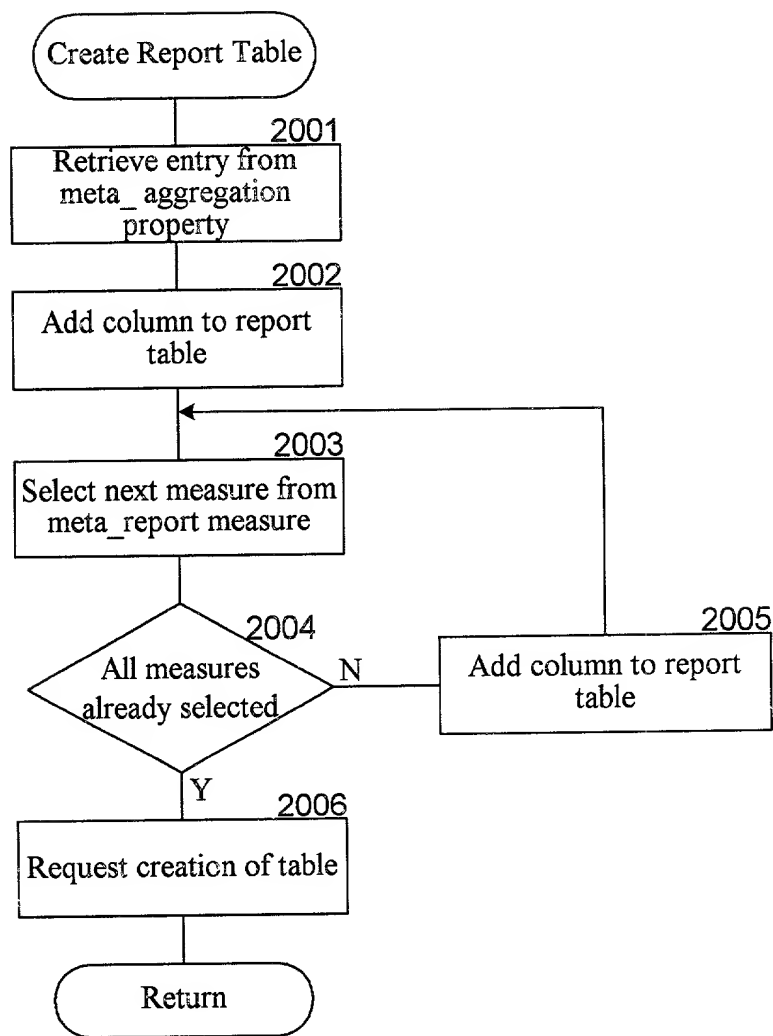 Create Report Table
2001
Retrieve entry from
meta_ aggregation
property
2002
Add column to report
table
2003
Select next measure from
meta_report measure
2004
All measures
already selected
N
2005
Add column to report
table
Y
2006
Request creation of table
Return